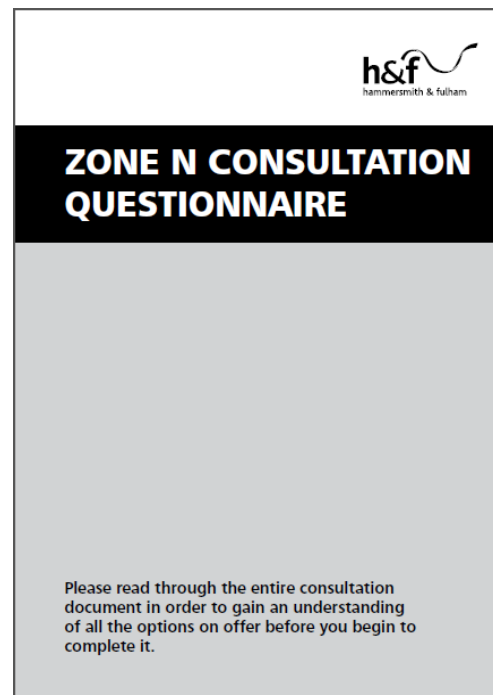 h&f
hammersmith & fulham
ZONE N CONSULTATION
QUESTIONNAIRE
Please read through the entire consultation
document in order to gain an understanding
of all the options on offer before you begin to
complete it.